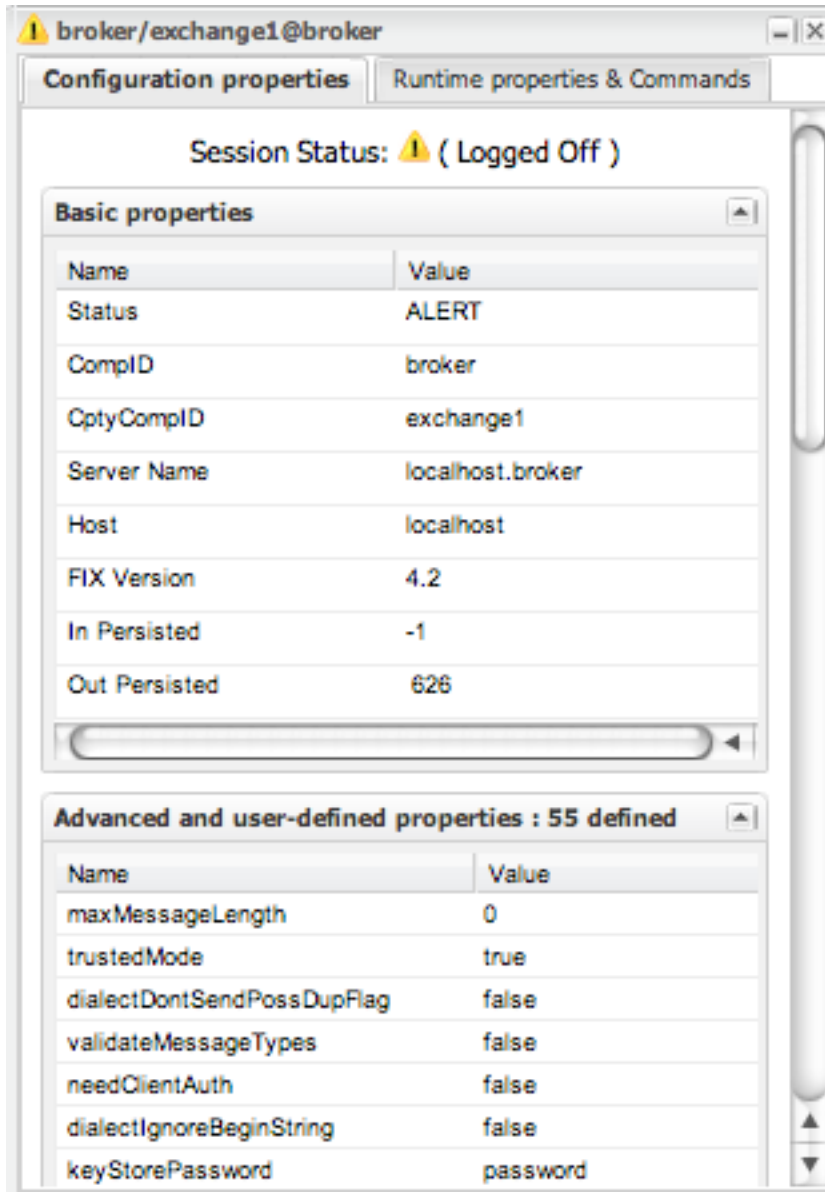 broker/exchange1@broker
Configuration properties Runtime properties & Commands
Session Status: ( Logged Off )
Basic properties
Name Value
Status ALERT
CompID broker
CptyCompID exchange1
Server Name localhost.broker
Host localhost
FIX Version 4.2
In Persisted -1
Out Persisted 626
Advanced and user-defined properties : 55 defined
Name Value
maxMessageLength 0
trustedMode true
dialectDontSendPossDupFlag false
validateMessageTypes false
needClientAuth false
dialectIgnoreBeginString false
keyStorePassword password